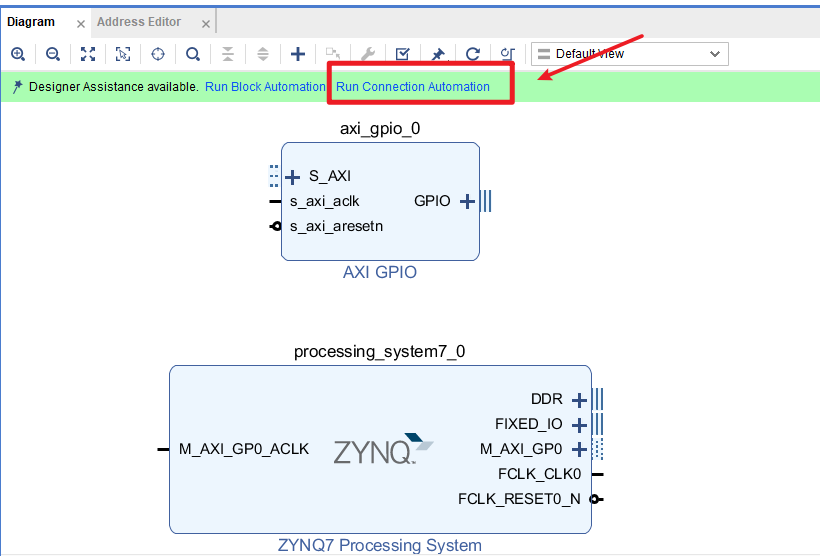 Diagram
Address Editor
Default View
Designer Assistance available. Run Block Automation Run Connection Automation
axi_gpio_0
S_AXI
s_axi_aclk
GPIO
s_axi_aresetn
AXI GPIO
processing_system7_0
DDR
FIXED_IO
M_AXI_GP0_ACLK
ZYNQ
M_AXI_GP0
FCLK_CLK0
FCLK_RESET0_N
ZYNQ7 Processing System